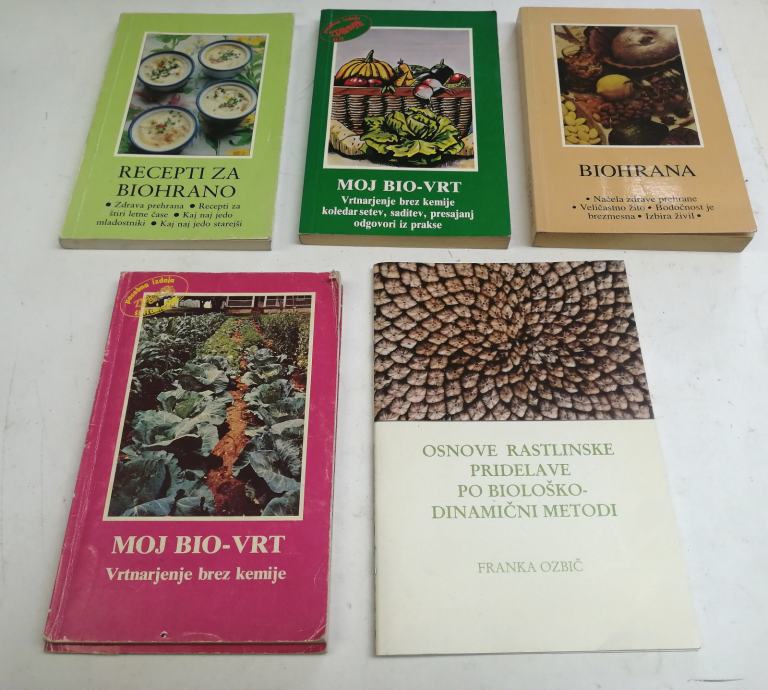 RECEPTI ZA
BIOHRANO
• Zdrava prehrana • Recepti za
štiri letne čase • Kaj naj jedo
mladostniki • Kaj naj jedo starejši
MOJ BIO-VRT
Vrtnarjenje brez kemije
koledar setev, saditev, presajanj
odgovori iz prakse
BIOHRANA
• Načela zdrave prehrane
• Veličastno žito • Bodočnost je
brezmesna • Izbira živil •
posebna izdaja
MOJ BIO-VRT
Vrtnarjenje brez kemije
OSNOVE RASTLINSKE
PRIDELAVE
PO BIOLOŠKO-
DINAMIČNI METODI
FRANKA OZBIČ